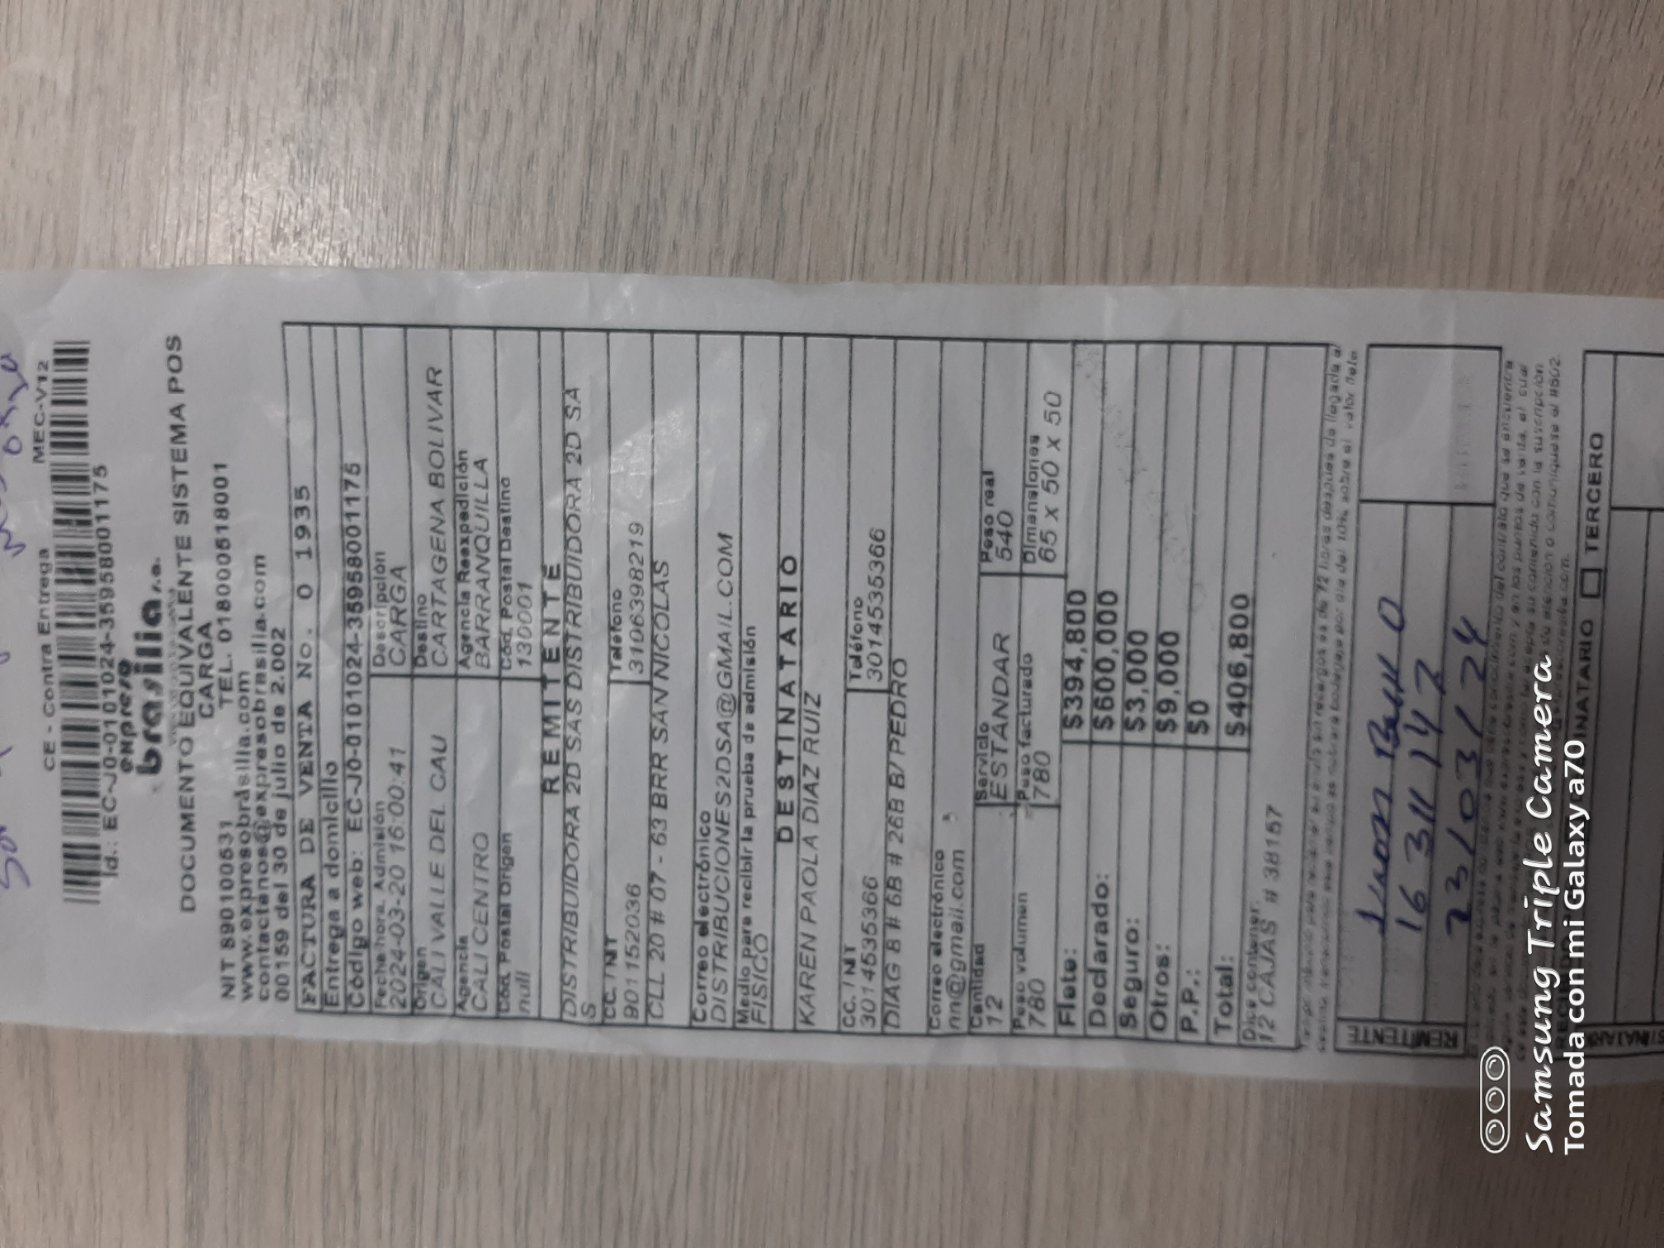 CE - Contra Entrega MEC-V12
Id.: EC-J0-0101024-3595800​1175
expreso
brasilia s.a.
DOCUMENTO EQUIVALENTE SISTEMA POS
CARGA
NIT 890100531 TEL. 018000518001
www.expresobrasilia.com
contactenos@expresobrasilia.com
00159 del 30 de julio de 2.002
FACTURA DE VENTA No. O 1935
Entrega a domicilio
Código web: EC-J0-0101024-35958001175
Fecha/hora. Admisión Descripción
2024-03-20 16:00:41 CARGA
Origen Destino
CALI VALLE DEL CAU CARTAGENA BOLIVAR
Agencia Agencia Reexpedición
CALI CENTRO BARRANQUILLA
Cód. Postal Origen Cód. Postal Destino
null 130001
REMITENTE
DISTRIBUIDORA 2D SAS DISTRIBUIDORA 2D SA
S
CC. / NIT Teléfono
901152036 3106398219
CLL 20 # 07 - 63 BRR SAN NICOLAS
Correo electrónico
DISTRIBUCIONES2DSA@GMAIL.COM
Medio para recibir la prueba de admisión
FISICO
DESTINATARIO
KAREN PAOLA DIAZ RUIZ
CC. / NIT Teléfono
3014535366 3014535366
DIAG B # 6B # 26B B/ PEDRO
Correo electrónico
nn@gmail.com
Cantidad Servicio Peso real
12 ESTANDAR 540
Peso volumen Peso facturado Dimensiones
780 780 65 x 50 x 50
Flete: $394,800
Declarado: $600,000
Seguro: $3,000
Otros: $9,000
P.P.: $0
Total: $406,800
Dice contener:
12 CAJAS # 38157
REMITENTE
1631147
23/03/24
TERCERO
Samsung Triple Camera
Tomada con mi Galaxy a70